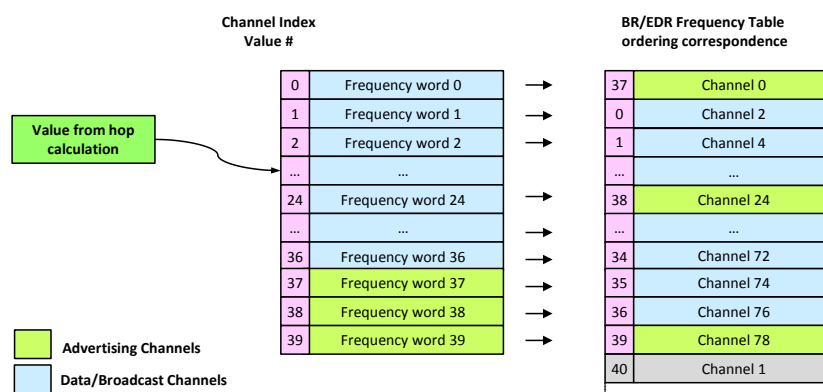 Channel Index
Value #
BR/EDR Frequency Table
ordering correspondence
Value from hop
calculation
0 Frequency word 0
1 Frequency word 1
2 Frequency word 2
... ...
24 Frequency word 24
... ...
36 Frequency word 36
37 Frequency word 37
38 Frequency word 38
39 Frequency word 39
37 Channel 0
0 Channel 2
1 Channel 4
... ...
38 Channel 24
... ...
34 Channel 72
35 Channel 74
36 Channel 76
39 Channel 78
40 Channel 1
Advertising Channels
Data/Broadcast Channels